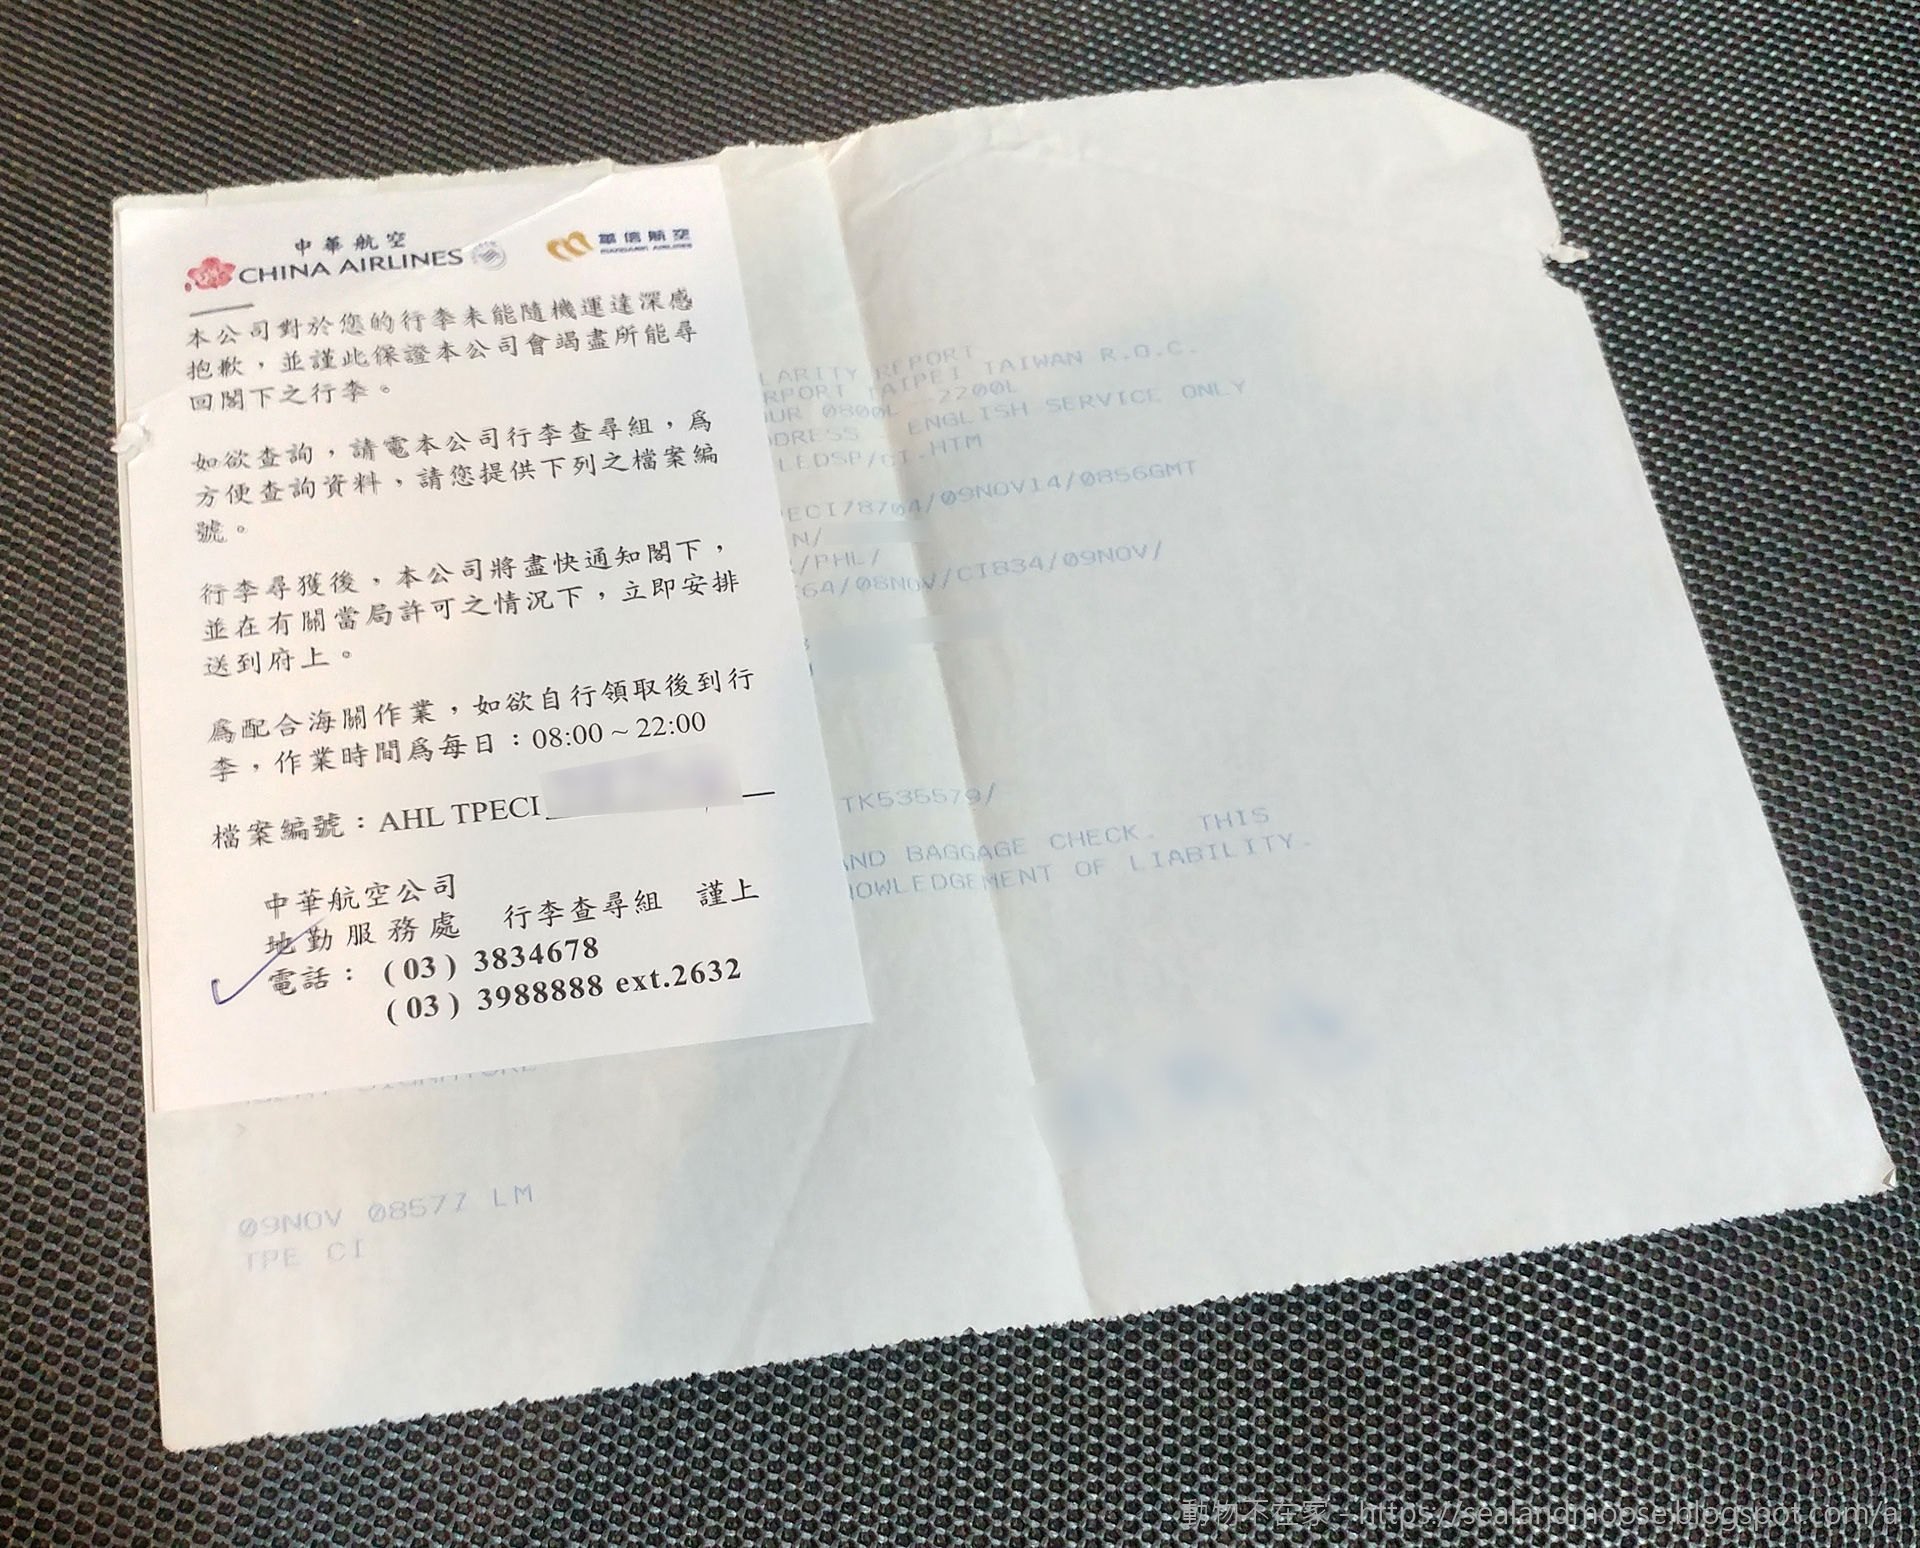 中華航空
CHINA AIRLINES
華信航空
MANDARIN AIRLINES
本公司對於您的行李未能隨機運達深感
抱歉，並謹此保證本公司會竭盡所能尋
回閣下之行李。
如欲查詢，請電本公司行李查尋組，爲
方便查詢資料，請您提供下列之檔案編
號。
行李尋獲後，本公司將盡快通知閣下，
並在有關當局許可之情況下，立即安排
送到府上。
爲配合海關作業，如欲自行領取後到行
李，作業時間爲每日：08:00 ~ 22:00
檔案編號：AHL TPECI
中華航空公司
地勤服務處 行李查尋組 謹上
電話： (03) 3834678
(03) 3988888 ext.2632
LARITY REPORT
RPORT TAIPEI TAIWAN R.O.C.
OUR 0800L--2200L
DDRESS ENGLISH SERVICE ONLY
LEDSP/CI.HTM
PECI78704/09NOV14/0856GMT
N/
/PHL/
64/08NOV/CI834/09NOV/
TK535579/
AND BAGGAGE CHECK. THIS
NOWLEDGEMENT OF LIABILITY.
SIGNATURE
>
09NOV 0857Z LM
TPE CI
動物不在家 - https://sealandmoose.blogspot.com/a